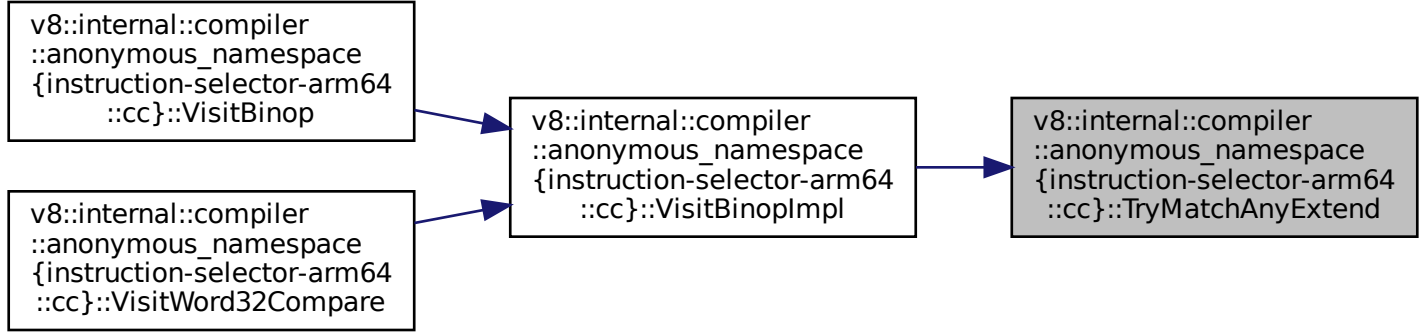 v8::internal::compiler
::anonymous_namespace
{instruction-selector-arm64
::cc}::VisitBinop
v8::internal::compiler
::anonymous_namespace
{instruction-selector-arm64
::cc}::VisitWord32Compare
v8::internal::compiler
::anonymous_namespace
{instruction-selector-arm64
::cc}::VisitBinopImpl
v8::internal::compiler
::anonymous_namespace
{instruction-selector-arm64
::cc}::TryMatchAnyExtend